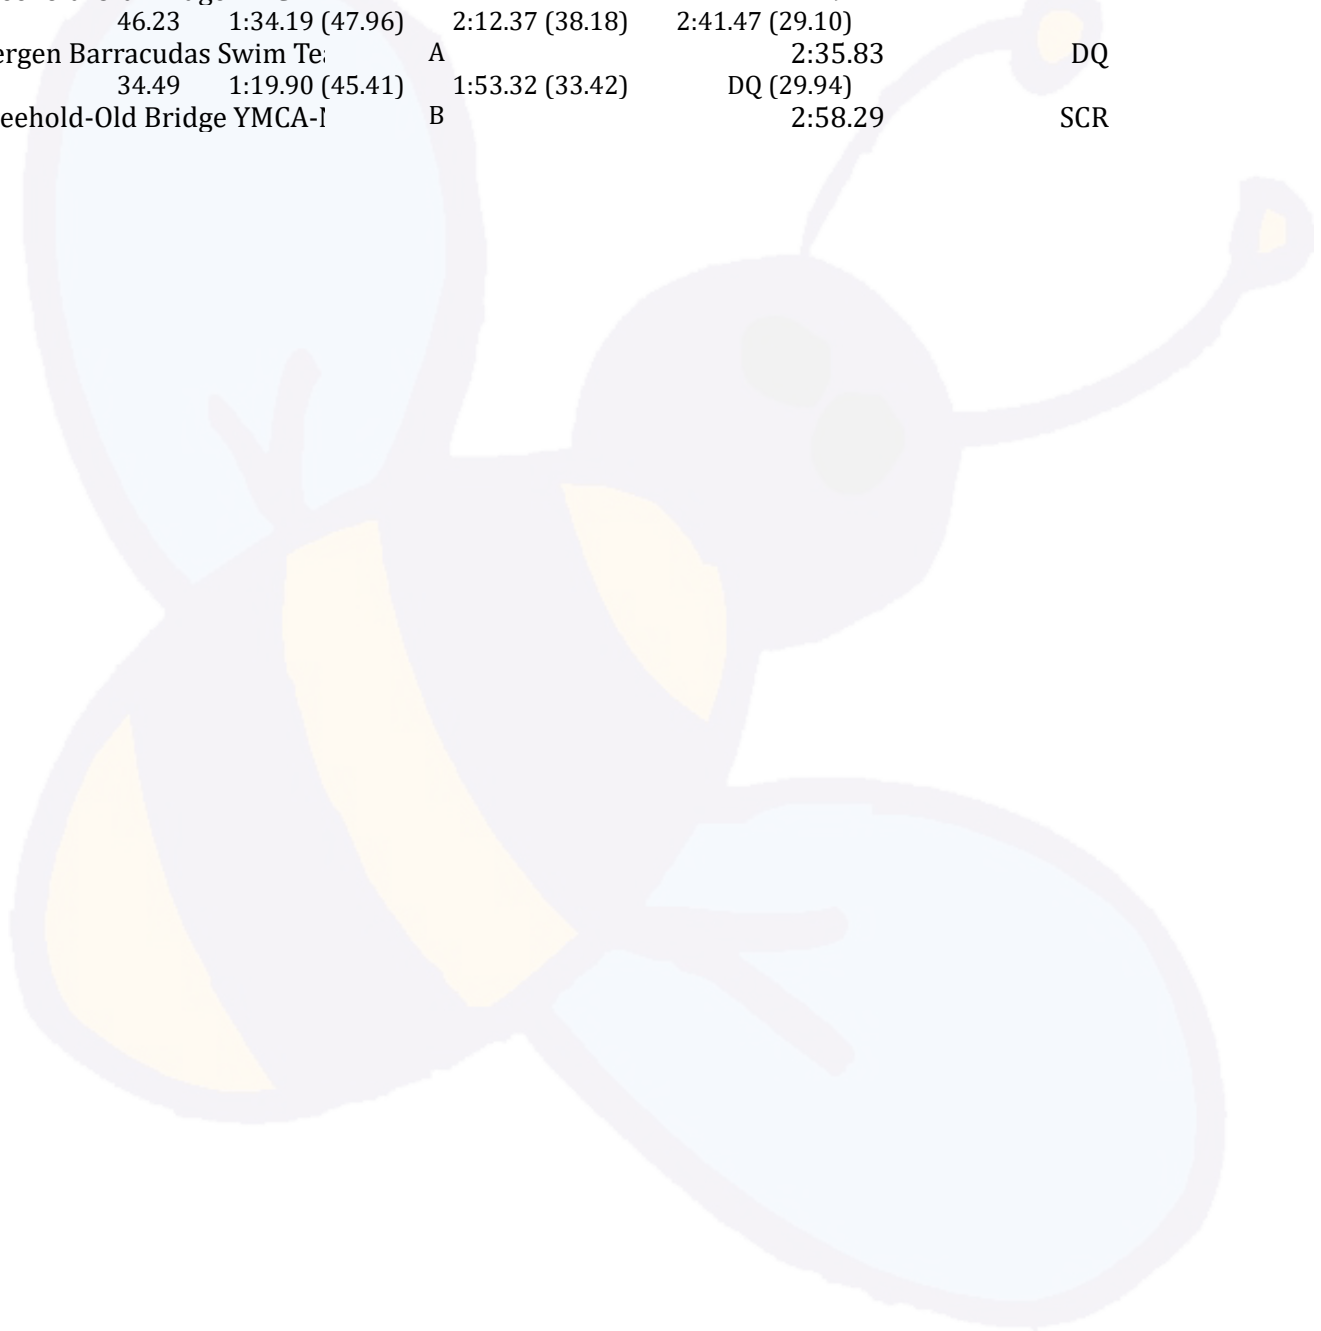 46.23 1:34.19 (47.96) 2:12.37 (38.18) 2:41.47 (29.10)
ergen Barracudas Swim Te A 2:35.83 DQ
34.49 1:19.90 (45.41) 1:53.32 (33.42) DQ (29.94)
eehold-Old Bridge YMCA- B 2:58.29 SCR